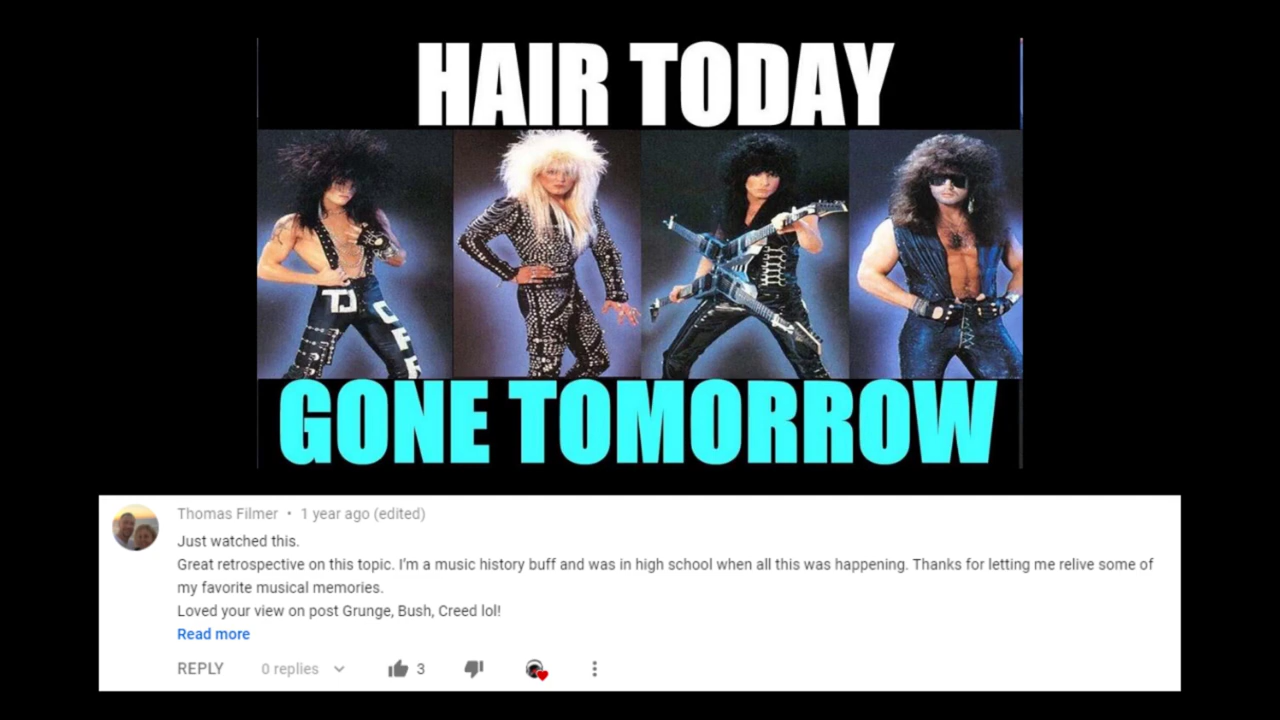 HAIR TODAY
GONE TOMORROW
Thomas Filmer • 1 year ago (edited)
Just watched this.
Great retrospective on this topic. I'm a music history buff and was in high school when all this was happening. Thanks for letting me relive some of
my favorite musical memories.
Loved your view on post Grunge, Bush, Creed lol!
Read more
REPLY 0 replies 3